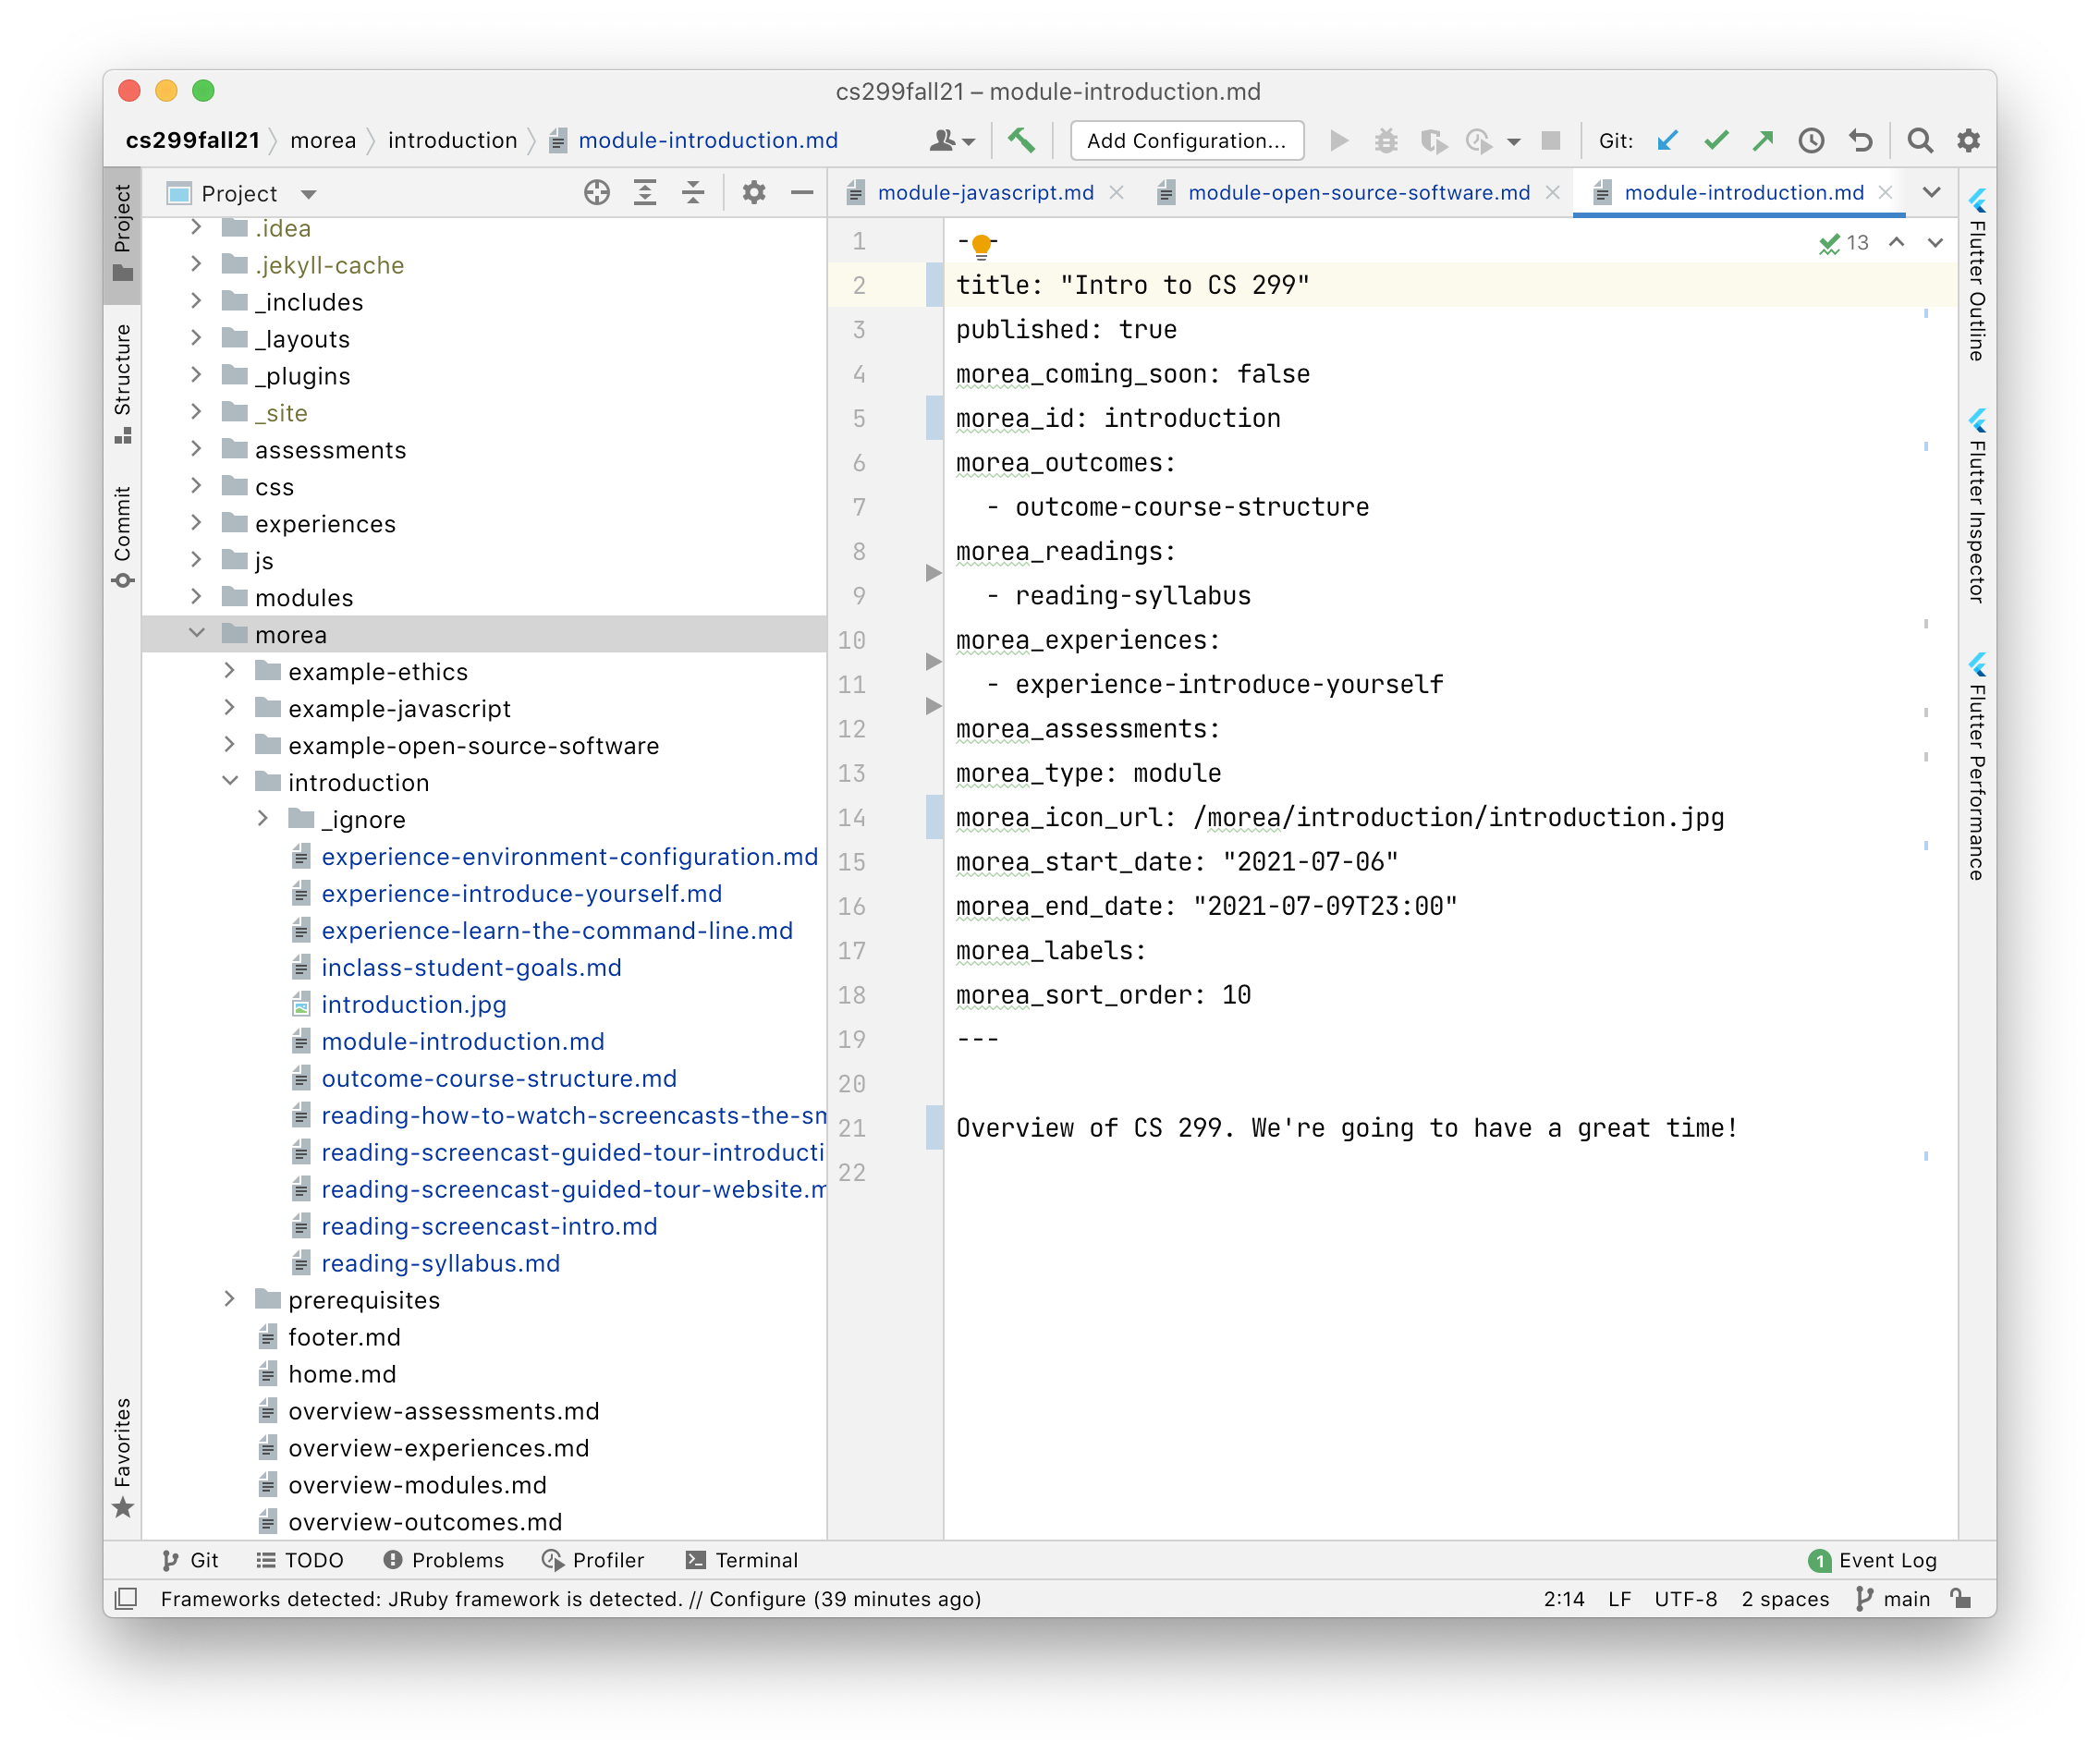 cs299fall21 – module-introduction.md
cs299fall21 morea introduction module-introduction.md Add Configuration... Git:
Project
module-javascript.md module-open-source-software.md module-introduction.md
Project
Structure
Commit
Favorites
.idea
.jekyll-cache
_includes
_layouts
_plugins
_site
assessments
css
experiences
js
modules
morea
example-ethics
example-javascript
example-open-source-software
introduction
_ignore
experience-environment-configuration.md
experience-introduce-yourself.md
experience-learn-the-command-line.md
inclass-student-goals.md
introduction.jpg
module-introduction.md
outcome-course-structure.md
reading-how-to-watch-screencasts-the-sm
reading-screencast-guided-tour-introducti
reading-screencast-guided-tour-website.m
reading-screencast-intro.md
reading-syllabus.md
prerequisites
footer.md
home.md
overview-assessments.md
overview-experiences.md
overview-modules.md
overview-outcomes.md
13
1 ---
2 title: "Intro to CS 299"
3 published: true
4 morea_coming_soon: false
5 morea_id: introduction
6 morea_outcomes:
7 - outcome-course-structure
8 morea_readings:
9 - reading-syllabus
10 morea_experiences:
11 - experience-introduce-yourself
12 morea_assessments:
13 morea_type: module
14 morea_icon_url: /morea/introduction/introduction.jpg
15 morea_start_date: "2021-07-06"
16 morea_end_date: "2021-07-09T23:00"
17 morea_labels:
18 morea_sort_order: 10
19 ---
20
21 Overview of CS 299. We're going to have a great time!
22
Flutter Outline
Flutter Inspector
Flutter Performance
Git TODO Problems Profiler Terminal 1 Event Log
Frameworks detected: JRuby framework is detected. // Configure (39 minutes ago) 2:14 LF UTF-8 2 spaces main